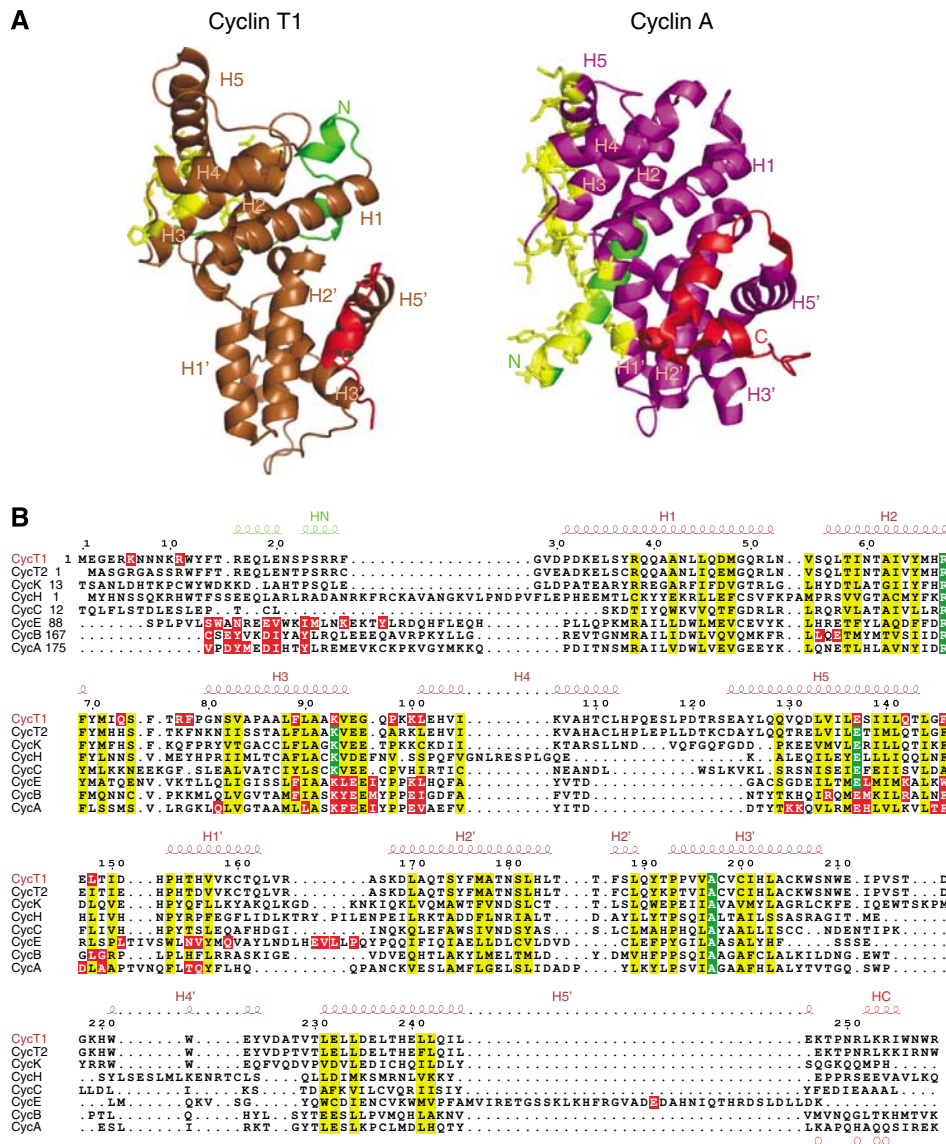 A
Cyclin T1
Cyclin A
H5
N
H4
H2
H3
H1
H2'
H5'
H1'
C
H3'
H5
H4
H2
H1
H3
N
H5'
C
H1'
H2'
H3'
B
HN H1 H2
1 10 20 30 40 50 60
CycT1 1 MEGERKNNNKRWYFT.REQLENSPSRRF..................GVDPDKELSYRQQAANLLQDMGQRLN..VSQLTINTAIVYMHR
CycT2 1 MASGRGASSRWFFT.REQLENTPSRRC..................GVEADKELSCRQQAANLIQEMGQRLN..VSQLTINTAIVYMHR
CycK 13 TSANLDHTKPCWYWDKKD.LAHTPSQLE..................GLDPATEARYRREGARFIFDVGTRLG..LHYDTLATGIIYFHR
CycH 1 MYHNSSQKRHWTFSSEEQLARLRADANRKFRCKAVANGKVLPNDPVFLEPHEEMTLCKYYEKRLLEFCSVFKPAMPRSVVGTACMYFKR
CycC 12 TQLFLSTDLESLEP..T..CL..............................SKDTIYQWKVVQTFGDRLR..LRQRVLATAIVLFYR
CycE 88 SPLPVLSWANREEVWKIMLNKEKTYLRDQHFLEQH.............PLLQPKMRAILLDWLMEVCEVYK..LHRETFYLAQDFFDR
CycB 167 .....CSEYVKDIYAYLRQLEEEQAVRPKYLLG...............REVTGNMRAILIDWLVQVQMKFR..LLQETMYMTVSIIDR
CycA 175 .....VPDYMEDIHTYLREMEVKCKPKVGYMKKQ..............PDITNSMRAILVDWLVEVGEEYK..LQNETLHLAVNYIDR
H3 H4 H5
70 80 90 100 110 120 130 140
CycT1 FYMIQS.F.TRFPGNSVAPAALFLAAKVEG.QPKKLEHVI.........KVAHTCLHPQESLPDTRSEAYLQQVQDLVILESIILQTLGF
CycT2 FYMHHS.F.TKFNKNIISSTALFLAAKVEE.QARKLEHVI.........KVAHACLHPLEPLLDTKCDAYLQQTRELVILETIMLQTLGF
CycK FYMFHS.F.KQFPRYVTGACCLFLAGKVEE.TPKKCKDII.........KTARSLLND..VQFGQFGDD..PKEEVMVLERILLQTIKF
CycH FYLNNS.V.MEYHPRIIMLTCAFLACKVDEFNV.SSPQFVGNLRESPLGQE............K.ALEQILEYELLLIQQLNF
CycC YMLKKNEEKGF.SLEALVATCIYLSCKVEE.CPVHIRTIC.........NEANDL......WSLKVKL.SRSNISEIEFEIISVLDA
CycE YMATQENV.VKTLLQLIGISSLFIAAKLEEIYPPKLHQFA.........YVTD..........GACSGDEILTMELMIMKALKW
CycB FMQNNC.V.PKKMLQLVGVTAMFIASKYEEMYPPEIGDFA.........FVTD..........NTYTKHQIRQMEMKILRALNF
CycA FLSSMS.V.LRGKLQLVGTAAMLLASKFEEIYPPEVAEFV.........YITD..........DTYTKKQVLRMEHLVLKVLTF
H1' H2' H2' H3'
150 160 170 180 190 200 210
CycT1 ELTID...HPHTHVVKCTQLVR.........ASKDLAQTSYFMATNSLHLT...T.FSLQYTPPVVACVCIHLACKWSNWE.IPVST...D
CycT2 EITIE...HPHTDVVKCTQLVR.........ASKDLAQTSYFMATNSLHLT...T.FCLQYKPTVIACVCIHLACKWSNWE.IPVST...D
CycK DLQVE...HPYQFLLKYAKQLKGD....KNKIQKLVQMAWTFVNDSLCT....T.LSLQWEPEIIAVAVMYLAGRLCKFE.IQEWTSKPM
CycH HLIVH...NPYRPFEGFLIDLKTRY.PILENPEILRKTADDFLNRIALT....D.AYLLYTPSQIALTAILSSASRAGIT.ME.......
CycC FLIVH...HPYQSLEQAPHDGI.........LTEMEHAFWSIVNDSYVT...
CycE RLSPLTIVSWLNVYMQVAYLNDLHEVLLPQYPQQIFIQIAELLDLCVLDVD....C.LEFPYGILAASALYHF......SSSE.......
CycB GLGRP...LPLHFLRRASKIGE.........VDVEQHTLAKYLMELTMLD.....Y.DMVHFPPSQIAAGAFCLALKILDNG.EWT......
CycA DLAAPTVNQFLTQYFLHQ.............QPANCKVESLAMFLGELSLIDADP.....YLKYLPSVIAGAAFHLALYTVTGQ.SWP.....
H4' H5' HC
220 230 240 250
CycT1 GKHW......W....EYVDATVTLELLDELTHELLQIL................................EKTPNRLKRIWNWR
CycT2 GKHW......W....EYVDPTVTLELLDELTHEFLQIL................................EKTPNRLKKIRNW
CycK YRRW......W....EQFVQDVPVDVLEDICHQILDLY................................SQGKQQMPH
CycH ..SYLSESLMLKENRTCLS...QLLDIMKSMRNLVKKY................................EPPRSEEVAVLKQ
CycC LLDL......I....KS....TDAFKVILCVQRIISIY................................YFEDIEAAAL
CycE ...LM....QKV..SG....YQWCDIENCVKWMVPFAMVIRETGSSKLKHFRGVADEDAHNIQTHRDSLDLLDK
CycB .PTL......Q....HYL..SYTEESLLPVMQHLAKNV................................VMVNQGLTKHMTVK
CycA ..ESL.....I....RKT..GYTLESLKPCLMDLHQTY................................LKAPQHAQQSIREK